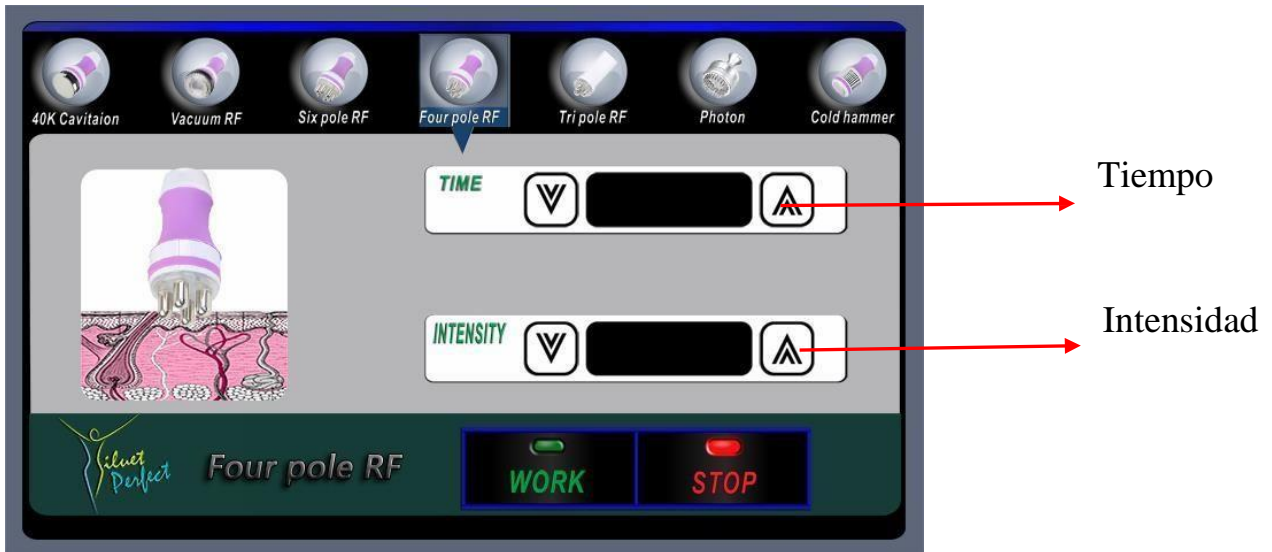 40K Cavitaion
Vacuum RF
Six pole RF
Four pole RF
Tri pole RF
Photon
Cold hammer
TIME
Tiempo
INTENSITY
Intensidad
Siluet
Perfect
Four pole RF
WORK
STOP